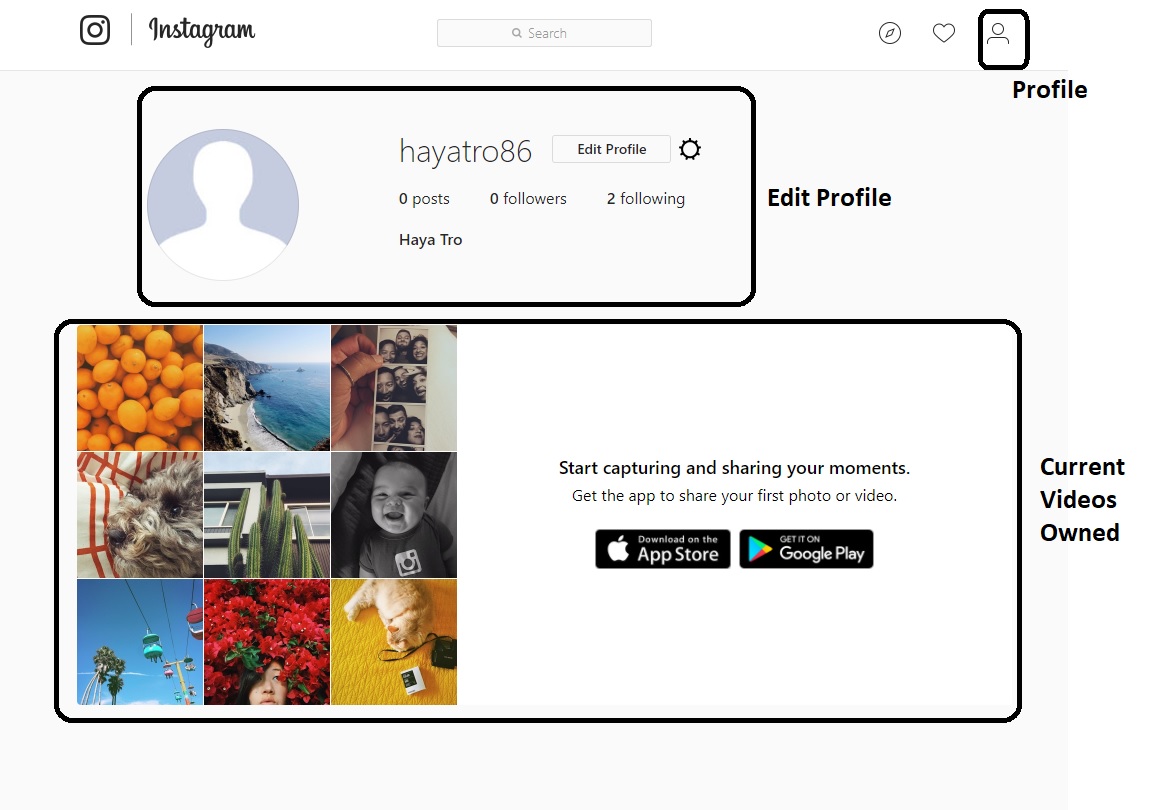 Instagram
Search
Profile
hayatro86 Edit Profile
0 posts 0 followers 2 following
Haya Tro
Edit Profile
Start capturing and sharing your moments.
Get the app to share your first photo or video.
Download on the
App Store
GET IT ON
Google Play
Current
Videos
Owned